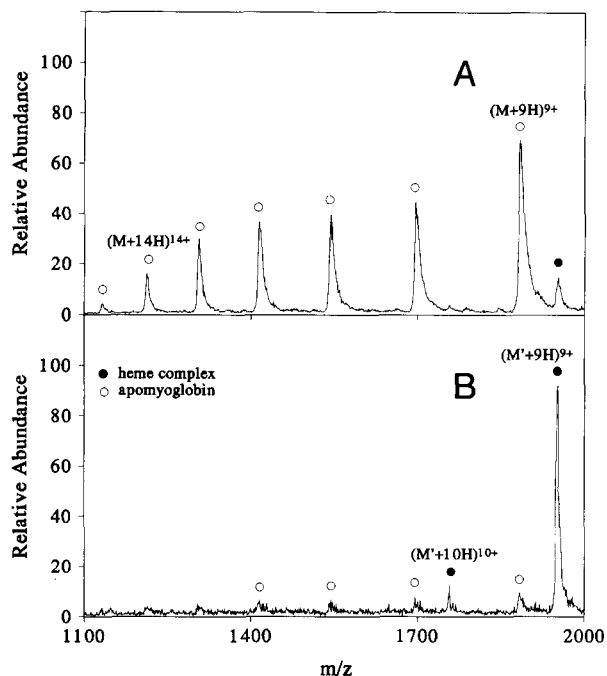 100
80
60
40
20
0
Relative Abundance
A
(M+9H)9+
(M+14H)14+
100
80
60
40
20
0
Relative Abundance
● heme complex
○ apomyoglobin
B
(M'+9H)9+
(M'+10H)10+
1100 1400 1700 2000
m/z